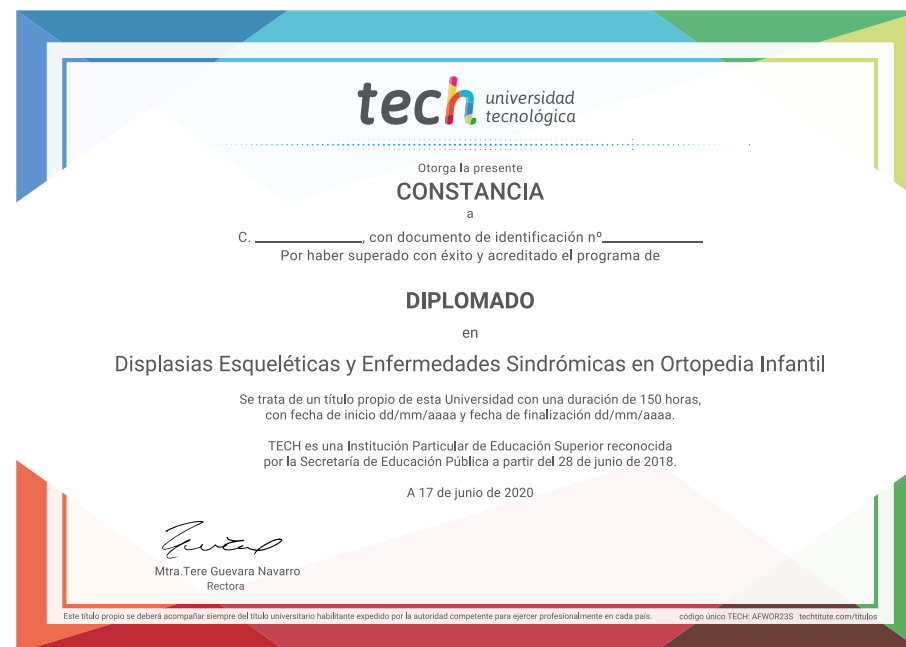 tech universidad
tecnológica
Otorga la presente
CONSTANCIA
a
C. ____________, con documento de identificación nº____________
Por haber superado con éxito y acreditado el programa de
DIPLOMADO
en
Displasias Esqueléticas y Enfermedades Sindrómicas en Ortopedia Infantil
Se trata de un título propio de esta Universidad con una duración de 150 horas,
con fecha de inicio dd/mm/aaaa y fecha de finalización dd/mm/aaaa.
TECH es una Institución Particular de Educación Superior reconocida
por la Secretaría de Educación Pública a partir del 28 de junio de 2018.
A 17 de junio de 2020
Mtra.Tere Guevara Navarro
Rectora
Este título propio se deberá acompañar siempre del título universitario habilitante expedido por la autoridad competente para ejercer profesionalmente en cada país. código único TECH: AFWOR23S techtitute.com/titulos